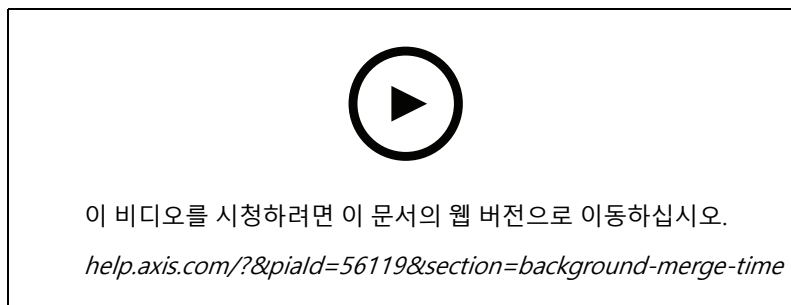 이 비디오를 시청하려면 이 문서의 웹 버전으로 이동하십시오.
help.axis.com/?&piaId=56119&section=background-merge-time